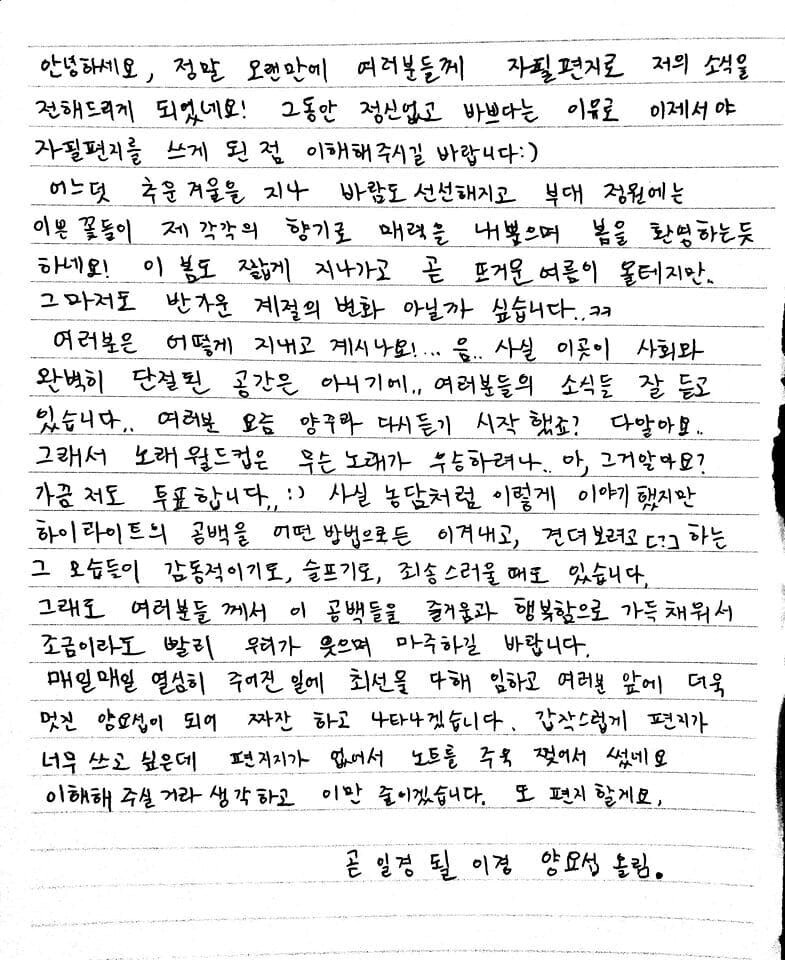 안녕하세요, 정말 오랜만에 여러분들께 자필편지로 저의 소식을
전해드리게 되었네요! 그동안 정신없고 바쁘다는 이유로 이제서야
자필편지를 쓰게 된 점 이해해주시길 바랍니다:)
어느덧 추운겨울을 지나 바람도 선선해지고 부대 정원에는
이쁜 꽃들이 제 각각의 향기로 매력을 내뿜으며 봄을 환영하는듯
하네요! 이 봄도 짧게 지나가고 곧 뜨거운 여름이 올테지만..
그마저도 반가운 계절의 변화 아닐까 싶습니다..ㅋㅋ
여러분은 어떻게 지내고 계시나요!... 음.. 사실 이곳이 사회와
완벽히 단절된 공간은 아니기에.. 여러분들의 소식들 잘 듣고
있습니다.. 여러분 요즘 양주라 다시듣기 시작했죠? 다알아요..
그래서 노래월드컵은 무슨노래가 우승하려나.. 아, 그거알아요?
가끔 저도 투표합니다..:) 사실 농담처럼 이렇게 이야기했지만
하이라이트의 공백을 어떤 방법으로든 이겨내고, 견뎌보려고[?]하는
그 모습들이 감동적이기도, 슬프기도, 죄송스러울때도 있습니다.
그래도 여러분들께서 이 공백들을 즐거움과 행복함으로 가득채워서
조금이라도 빨리 우리가 웃으며 마주하길 바랍니다.
매일매일 열심히 주어진일에 최선을 다해 임하고 여러분 앞에 더욱
멋진 양요섭이 되어 짜잔 하고 나타나겠습니다. 갑작스럽게 편지가
너무 쓰고 싶은데 편지지가 없어서 노트를 주욱 찢어서 썼네요
이해해 주실거라 생각하고 이만 줄이겠습니다. 또 편지할게요.
곧 일경 될 이경 양요섭 올림.